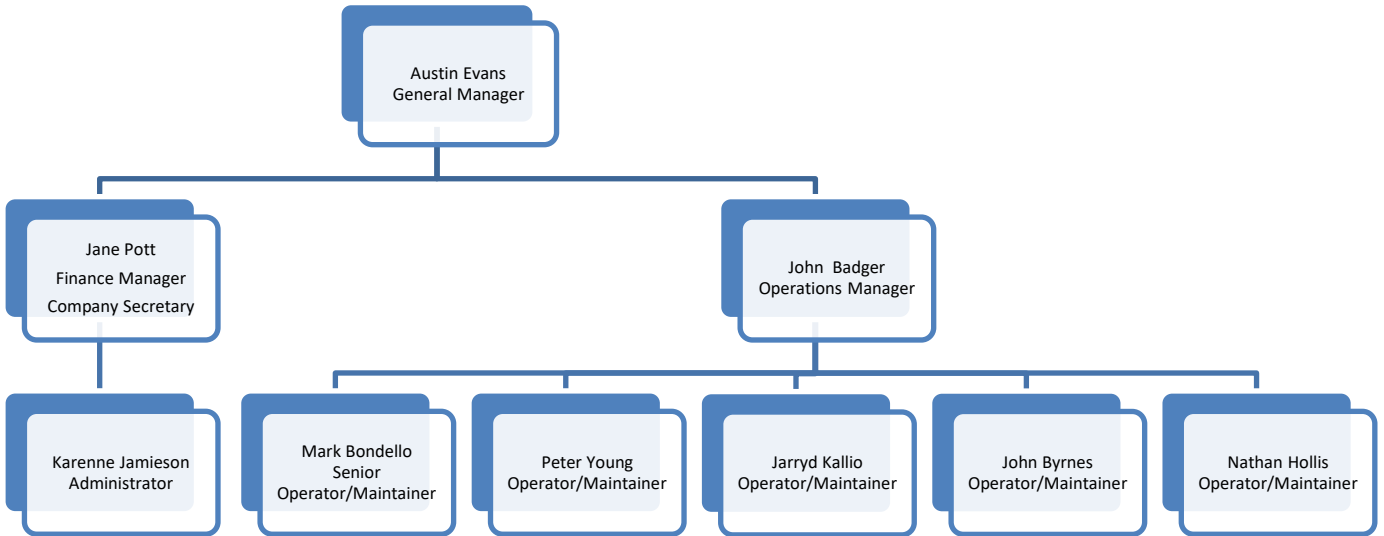 Austin Evans
General Manager
Jane Pott
Finance Manager
Company Secretary
John Badger
Operations Manager
Karenne Jamieson
Administrator
Mark Bondello
Senior
Operator/Maintainer
Peter Young
Operator/Maintainer
Jarryd Kallio
Operator/Maintainer
John Byrnes
Operator/Maintainer
Nathan Hollis
Operator/Maintainer